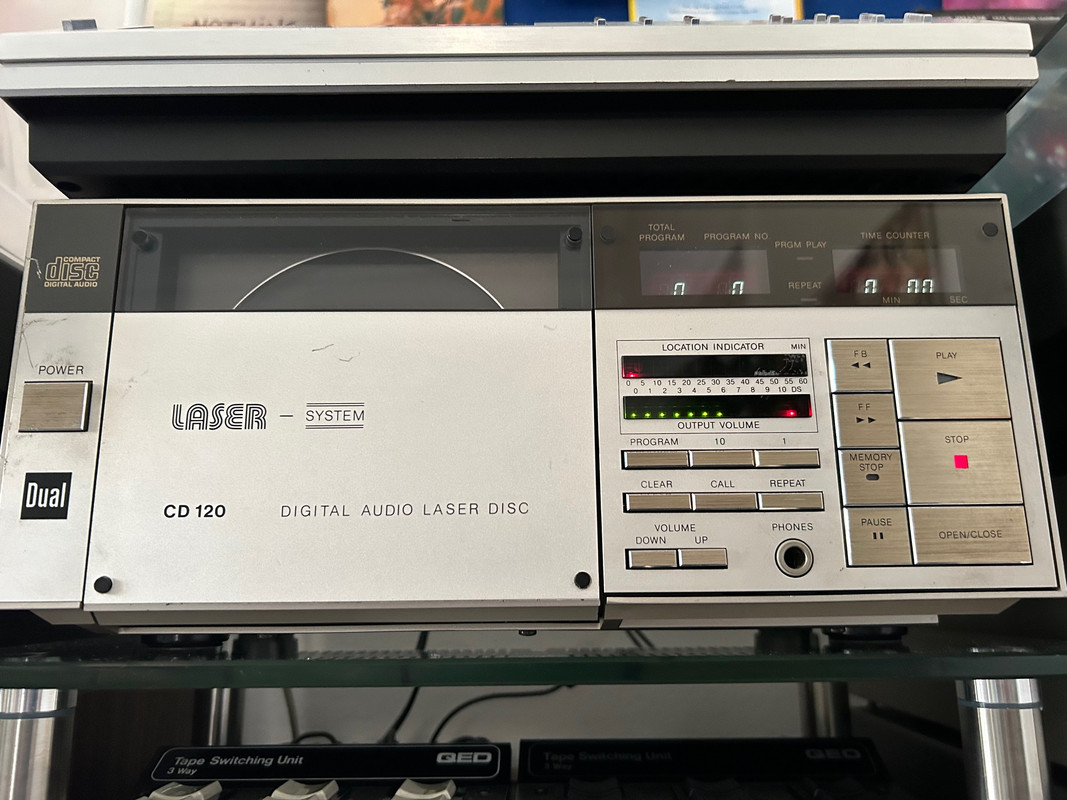 COMPACT
disc
DIGITAL AUDIO
POWER
Dual
LASER — SYSTEM
CD 120 DIGITAL AUDIO LASER DISC
TOTAL PROGRAM
PROGRAM NO
PRGM PLAY
REPEAT
TIME COUNTER
MIN
SEC
LOCATION INDICATOR MIN
0 5 10 15 20 25 30 35 40 45 50 55 60
0 1 2 3 4 5 6 7 8 9 10 DS
OUTPUT VOLUME
PROGRAM 10 1
CLEAR CALL REPEAT
VOLUME
DOWN UP
PHONES
FB
PLAY
FF
STOP
MEMORY
STOP
PAUSE
OPEN/CLOSE
Tape Switching Unit
3 Way
QED
Tape Switching Unit
3 Way
QED